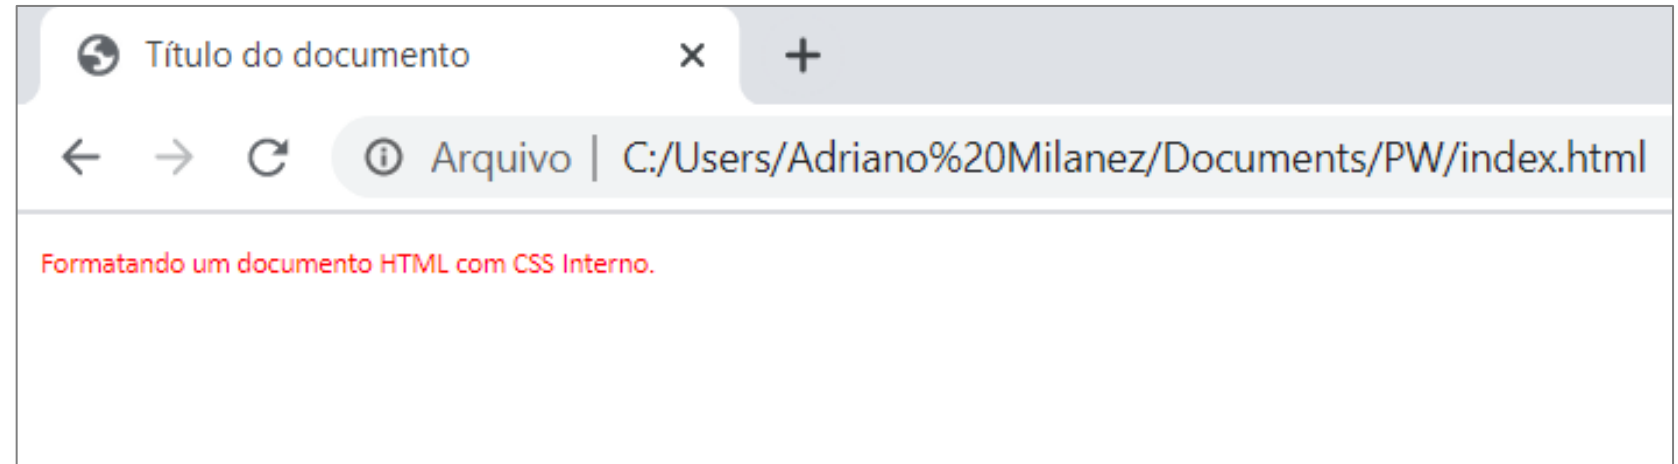 Título do documento
Arquivo | C:/Users/Adriano%20Milanez/Documents/PW/index.html
Formatando um documento HTML com CSS Interno.